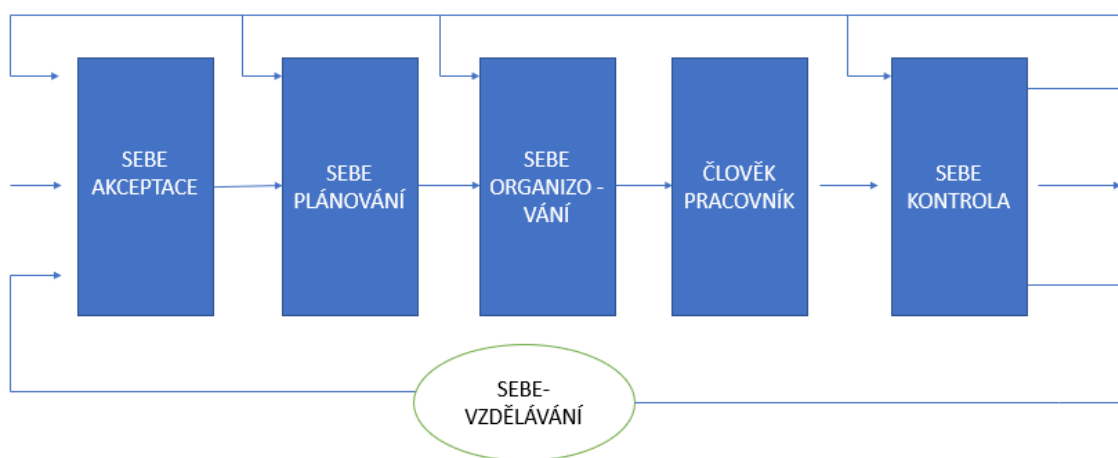 SEBE
AKCEPTACE
SEBE
PLÁNOVÁNÍ
SEBE
ORGANIZO - 
VÁNÍ
ČLOVĚK
PRACOVNÍK
SEBE
KONTROLA
SEBE-
VZDĚLÁVÁNÍ